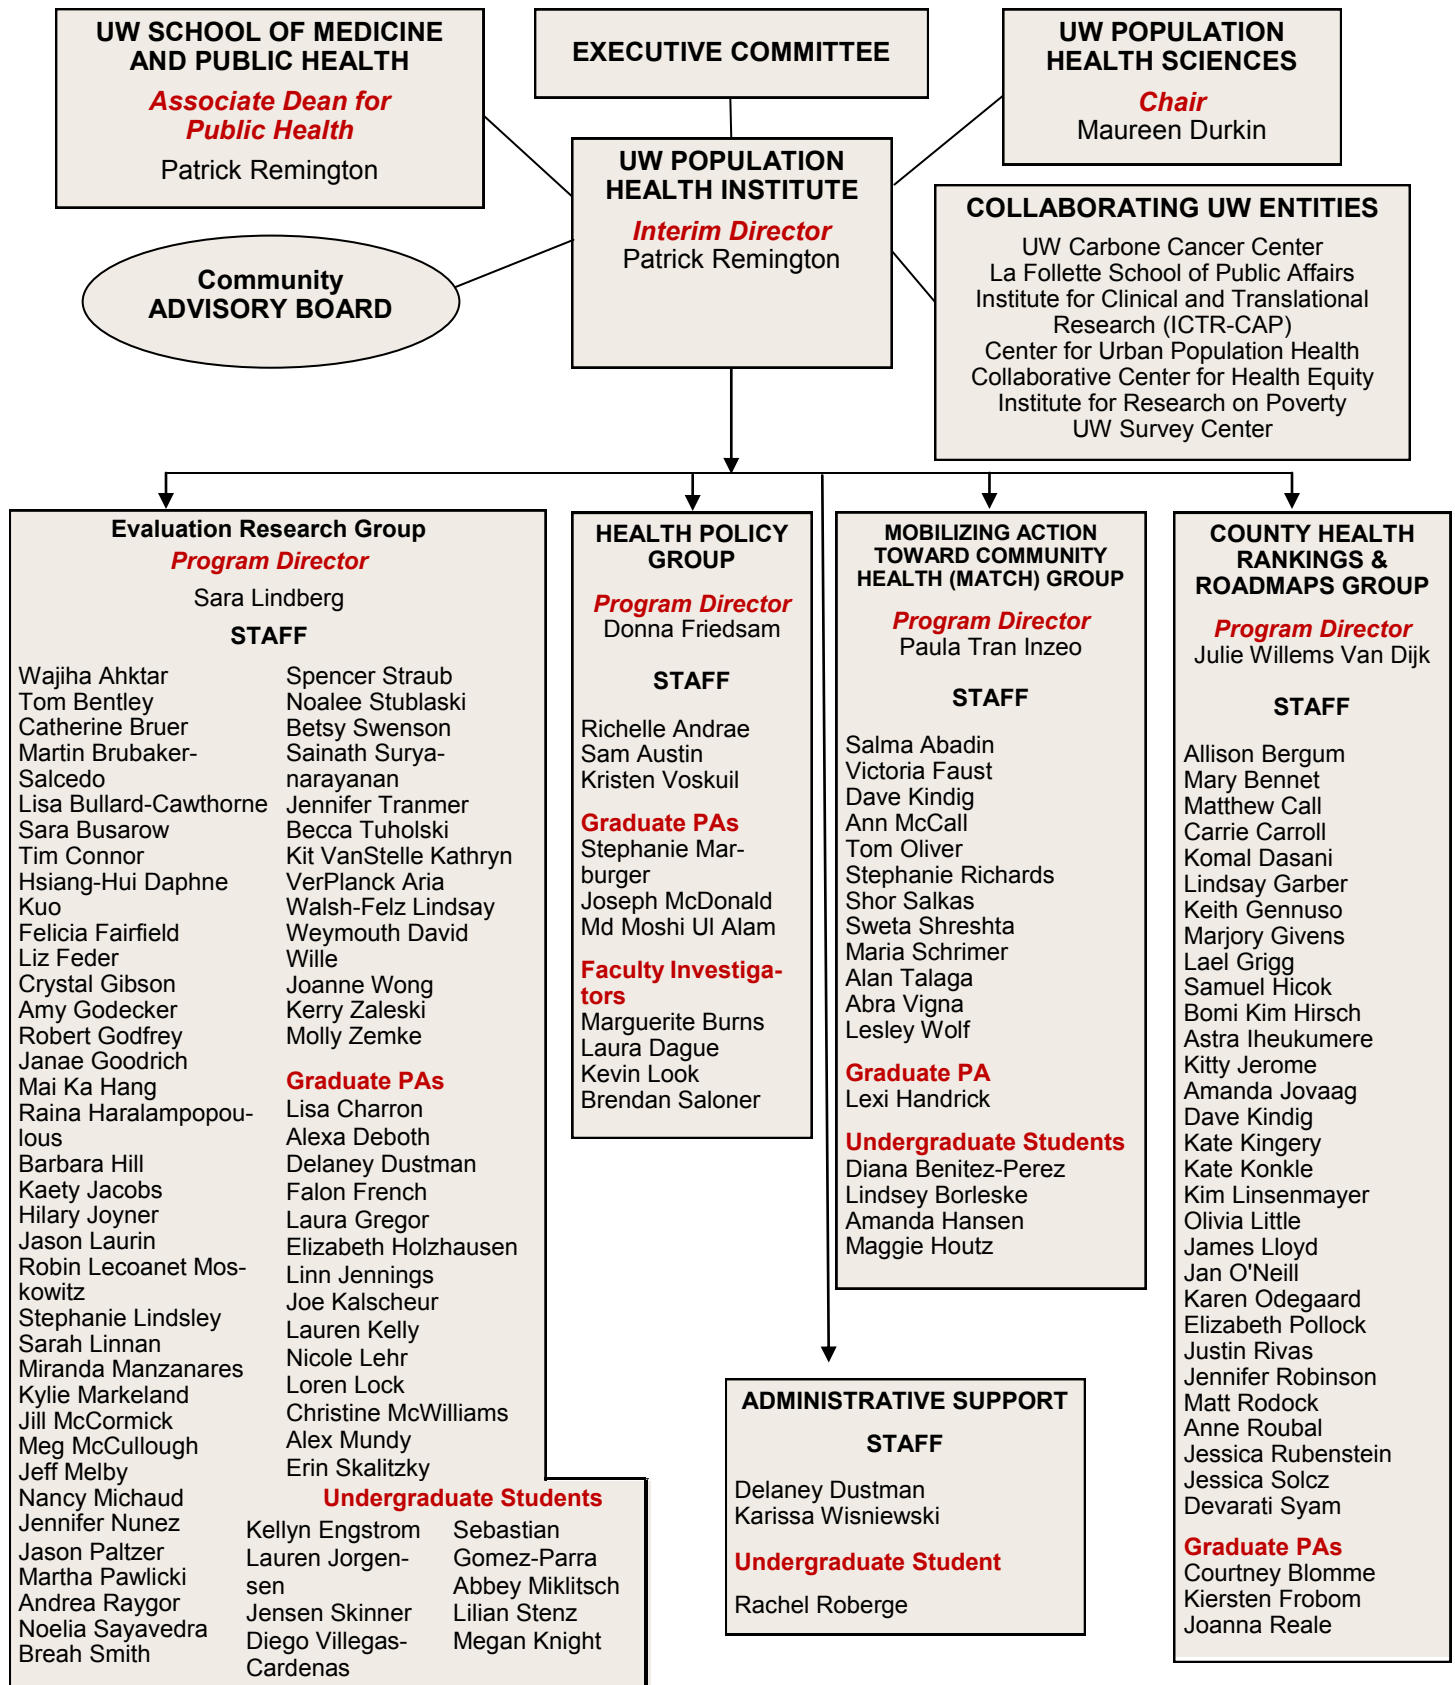 UW SCHOOL OF MEDICINE
AND PUBLIC HEALTH
Associate Dean for
Public Health
Patrick Remington
EXECUTIVE COMMITTEE
UW POPULATION
HEALTH SCIENCES
Chair
Maureen Durkin
UW POPULATION
HEALTH INSTITUTE
Interim Director
Patrick Remington
Community
ADVISORY BOARD
COLLABORATING UW ENTITIES
UW Carbone Cancer Center
La Follette School of Public Affairs
Institute for Clinical and Translational
Research (ICTR-CAP)
Center for Urban Population Health
Collaborative Center for Health Equity
Institute for Research on Poverty
UW Survey Center
Evaluation Research Group
Program Director
Sara Lindberg
STAFF
Wajiha Ahktar
Tom Bentley
Catherine Bruer
Martin Brubaker-
Salcedo
Lisa Bullard-Cawthorne
Sara Busarow
Tim Connor
Hsiang-Hui Daphne
Kuo
Felicia Fairfield
Liz Feder
Crystal Gibson
Amy Godecker
Robert Godfrey
Janae Goodrich
Mai Ka Hang
Raina Haralampopou-
lous
Barbara Hill
Kaety Jacobs
Hilary Joyner
Jason Laurin
Robin Lecoanet Mos-
kowitz
Stephanie Lindsley
Sarah Linnan
Miranda Manzanares
Kylie Markeland
Jill McCormick
Meg McCullough
Jeff Melby
Nancy Michaud
Jennifer Nunez
Jason Paltzer
Martha Pawlicki
Andrea Raygor
Noelia Sayavedra
Breah Smith
Spencer Straub
Noalee Stublaski
Betsy Swenson
Sainath Surya-
narayanan
Jennifer Tranmer
Becca Tuholski
Kit VanStelle Kathryn
VerPlanck Aria
Walsh-Felz Lindsay
Weymouth David
Wille
Joanne Wong
Kerry Zaleski
Molly Zemke
Graduate PAs
Lisa Charron
Alexa Deboth
Delaney Dustman
Falon French
Laura Gregor
Elizabeth Holzhausen
Linn Jennings
Joe Kalscheur
Lauren Kelly
Nicole Lehr
Loren Lock
Christine McWilliams
Alex Mundy
Erin Skalitzky
Undergraduate Students
Kellyn Engstrom
Lauren Jorgen-
sen
Jensen Skinner
Diego Villegas-
Cardenas
Sebastian
Gomez-Parra
Abbey Miklitsch
Lilian Stenz
Megan Knight
HEALTH POLICY
GROUP
Program Director
Donna Friedsam
STAFF
Richelle Andrae
Sam Austin
Kristen Voskuil
Graduate PAs
Stephanie Mar-
burger
Joseph McDonald
Md Moshi Ul Alam
Faculty Investiga-
tors
Marguerite Burns
Laura Dague
Kevin Look
Brendan Saloner
MOBILIZING ACTION
TOWARD COMMUNITY
HEALTH (MATCH) GROUP
Program Director
Paula Tran Inzeo
STAFF
Salma Abadin
Victoria Faust
Dave Kindig
Ann McCall
Tom Oliver
Stephanie Richards
Shor Salkas
Sweta Shreshta
Maria Schrimer
Alan Talaga
Abra Vigna
Lesley Wolf
Graduate PA
Lexi Handrick
Undergraduate Students
Diana Benitez-Perez
Lindsey Borleske
Amanda Hansen
Maggie Houtz
ADMINISTRATIVE SUPPORT
STAFF
Delaney Dustman
Karissa Wisniewski
Undergraduate Student
Rachel Roberge
COUNTY HEALTH
RANKINGS &
ROADMAPS GROUP
Program Director
Julie Willems Van Dijk
STAFF
Allison Bergum
Mary Bennet
Matthew Call
Carrie Carroll
Komal Dasani
Lindsay Garber
Keith Gennuso
Marjory Givens
Lael Grigg
Samuel Hicok
Bomi Kim Hirsch
Astra Iheukumere
Kitty Jerome
Amanda Jovaag
Dave Kindig
Kate Kingery
Kate Konkle
Kim Linsenmayer
Olivia Little
James Lloyd
Jan O'Neill
Karen Odegaard
Elizabeth Pollock
Justin Rivas
Jennifer Robinson
Matt Rodock
Anne Roubal
Jessica Rubenstein
Jessica Solcz
Devarati Syam
Graduate PAs
Courtney Blomme
Kiersten Frobom
Joanna Reale